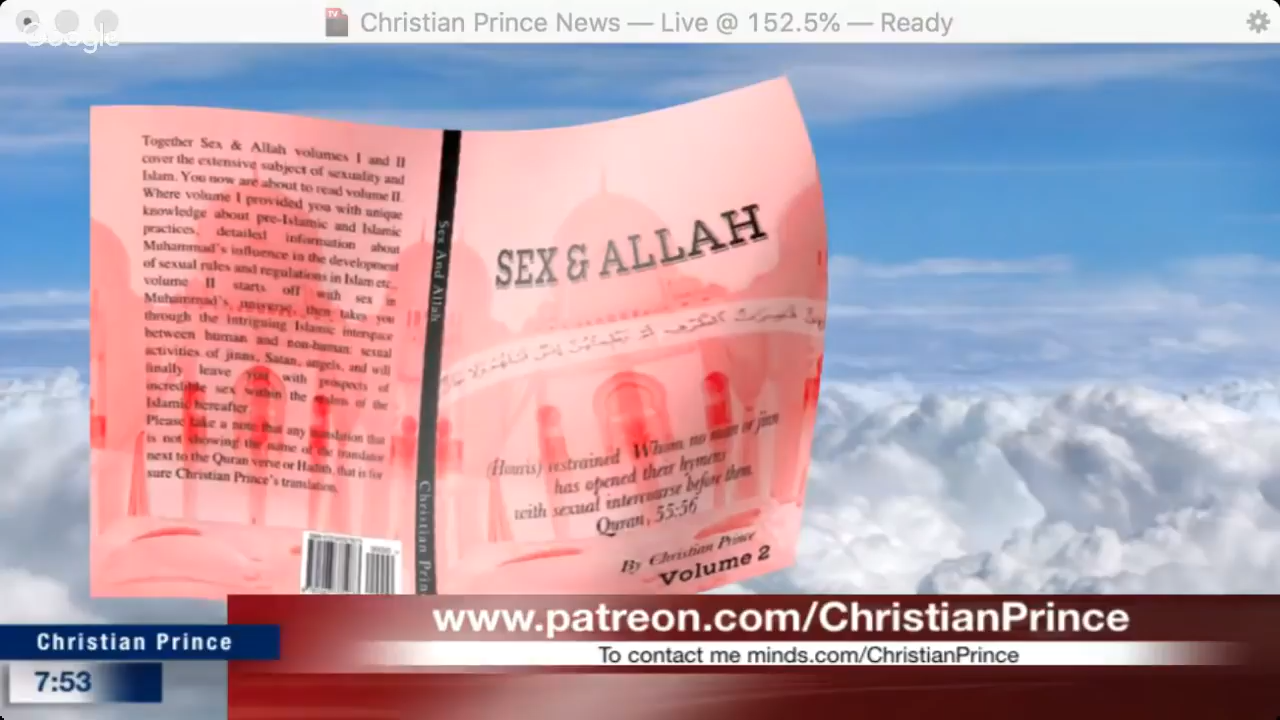 Christian Prince News — Live @ 152.5% — Ready
Google
Together Sex & Allah volumes I and II
cover the extensive subject of sexuality and
Islam. You now are about to read volume II.
Where volume I provided you with unique
knowledge about pre-Islamic and Islamic
practices, detailed information about
Muhammad's influence in the development
of sexual rules and regulations in Islam etc.,
volume II starts off with sex in
Muhammad's universe, then takes you
through the intriguing Islamic interspace
between human and non-human: sexual
activities of jinns, Satan, angels, and will
finally leave you with prospects of
incredible sex within the realms of the
Islamic hereafter.
Please take a note that any translation that
is not showing the name of the translator
next to the Quran verse or Hadith, that is for
sure Christian Prince's translation.
Sex And Allah
Christian Prin
SEX & ALLAH
(Houris) restrained Whom no man or jinn
has opened their hymens
with sexual intercourse before them.
Quran, 55:56
By Christian Prince
Volume 2
www.patreon.com/ChristianPrince
To contact me minds.com/ChristianPrince
Christian Prince
7:53